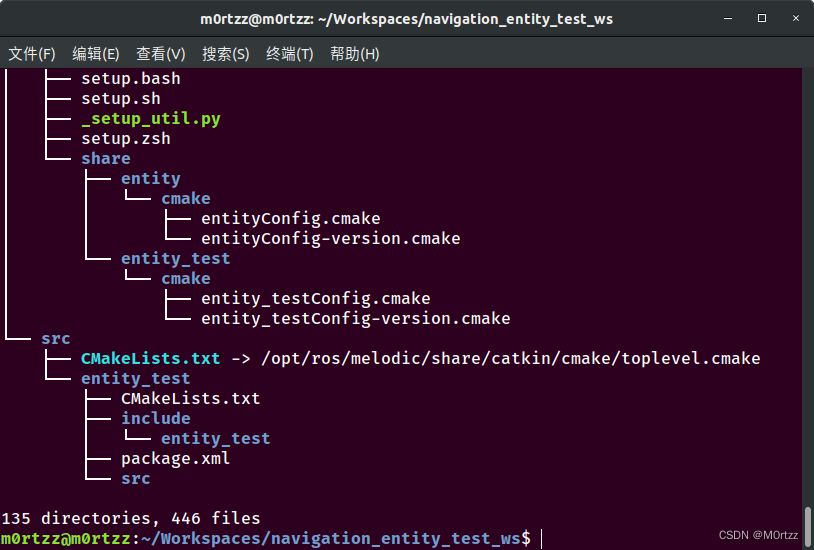 m0rtzz@m0rtzz: ~/Workspaces/navigation_entity_test_ws
文件(F) 编辑(E) 查看(V) 搜索(S) 终端(T) 帮助(H)
│   ├── setup.bash
│   ├── setup.sh
│   ├── _setup_util.py
│   ├── setup.zsh
│   └── share
│       ├── entity
│       │   └── cmake
│       │       ├── entityConfig.cmake
│       │       └── entityConfig-version.cmake
│       └── entity_test
│           └── cmake
│               ├── entity_testConfig.cmake
│               └── entity_testConfig-version.cmake
└── src
    ├── CMakeLists.txt -> /opt/ros/melodic/share/catkin/cmake/toplevel.cmake
    └── entity_test
        ├── CMakeLists.txt
        ├── include
        │   └── entity_test
        ├── package.xml
        └── src
135 directories, 446 files
m0rtzz@m0rtzz:~/Workspaces/navigation_entity_test_ws$
CSDN @M0rtzz